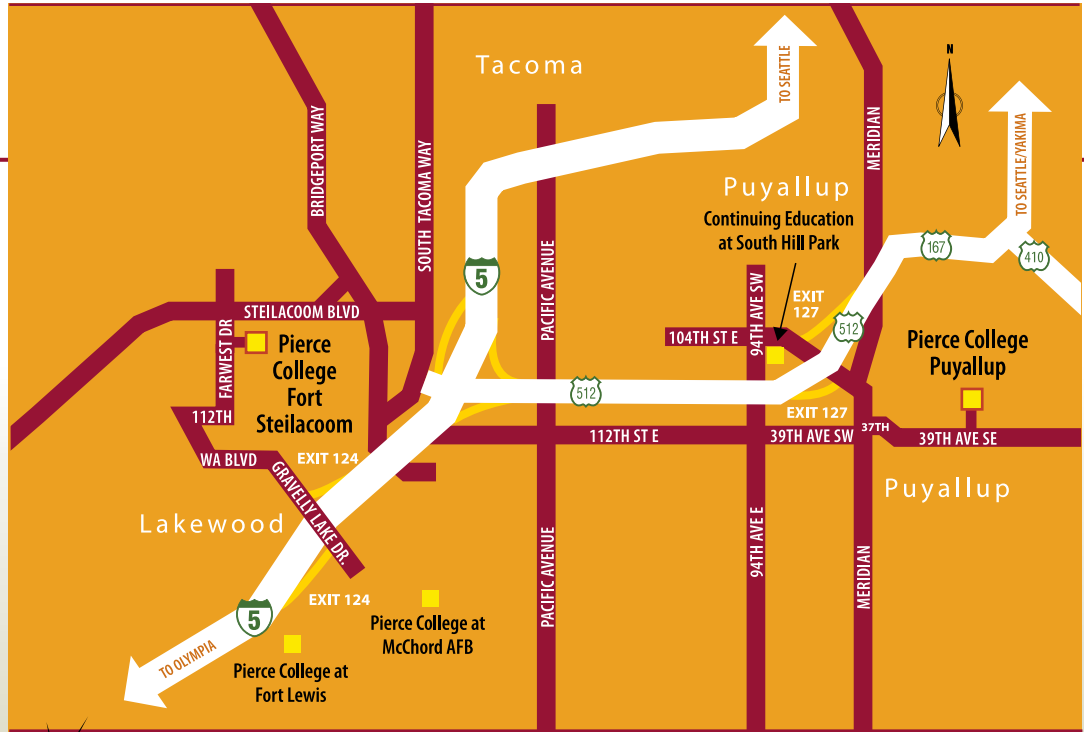 Tacoma
TO SEATTLE
N
BRIDGEPORT WAY
SOUTH TACOMA WAY
MERIDIAN
TO SEATTLE/YAKIMA
Puyallup
Continuing Education
at South Hill Park
5
PACIFIC AVENUE
167
410
FARWEST DR
STEILACOOM BLVD
94TH AVE SW
EXIT
127
512
104TH ST E
Pierce
College
Fort
Steilacoom
Pierce College
Puyallup
512
112TH
EXIT 127
112TH ST E
39TH AVE SW
37TH
39TH AVE SE
WA BLVD
EXIT 124
GRAVELLY LAKE DR.
Puyallup
Lakewood
PACIFIC AVENUE
94TH AVE E
MERIDIAN
EXIT 124
5
Pierce College at
McChord AFB
TO OLYMPIA
Pierce College at
Fort Lewis